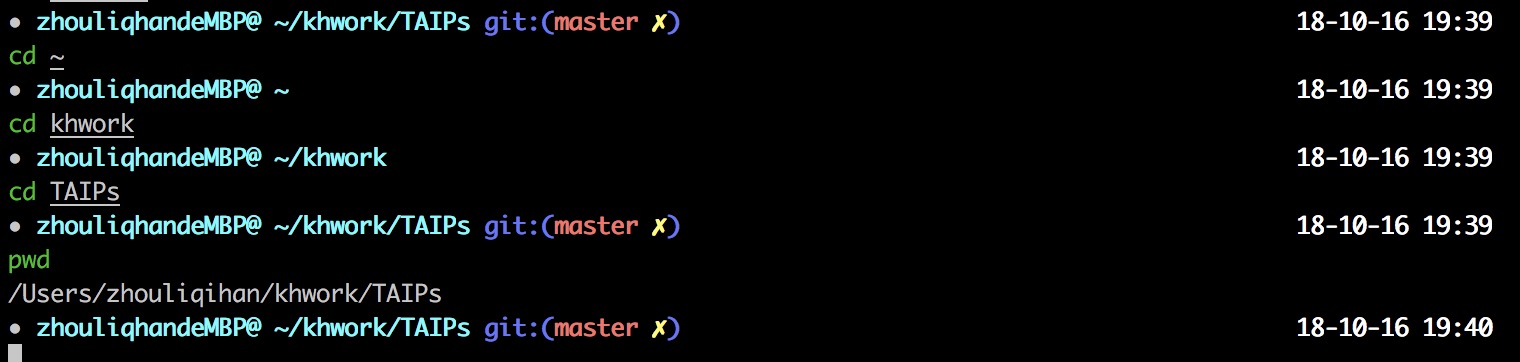 ● zhouliqhandeMBP@ ~/khwork/TAIPs git:(master ✗) 18-10-16 19:39
cd ~
● zhouliqhandeMBP@ ~ 18-10-16 19:39
cd khwork
● zhouliqhandeMBP@ ~/khwork 18-10-16 19:39
cd TAIPs
● zhouliqhandeMBP@ ~/khwork/TAIPs git:(master ✗) 18-10-16 19:39
pwd
/Users/zhouliqihan/khwork/TAIPs
● zhouliqhandeMBP@ ~/khwork/TAIPs git:(master ✗) 18-10-16 19:40